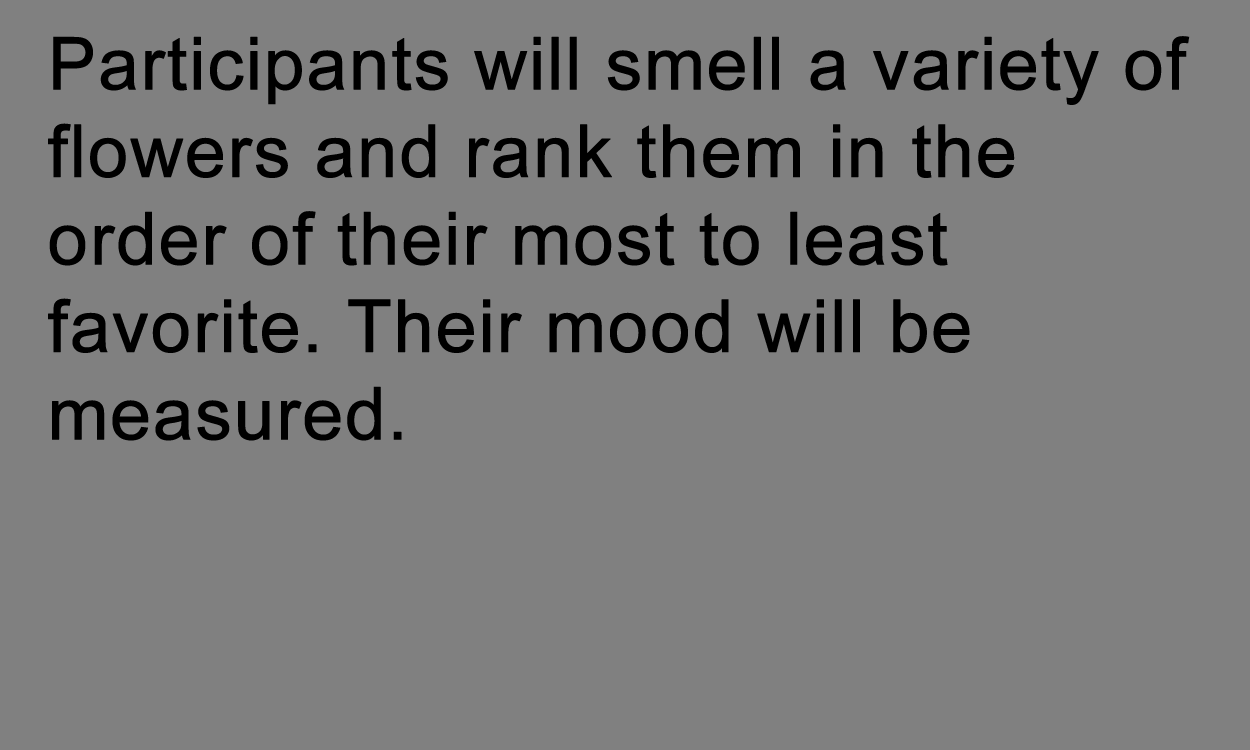 Participants will smell a variety of
flowers and rank them in the
order of their most to least
favorite. Their mood will be
measured.